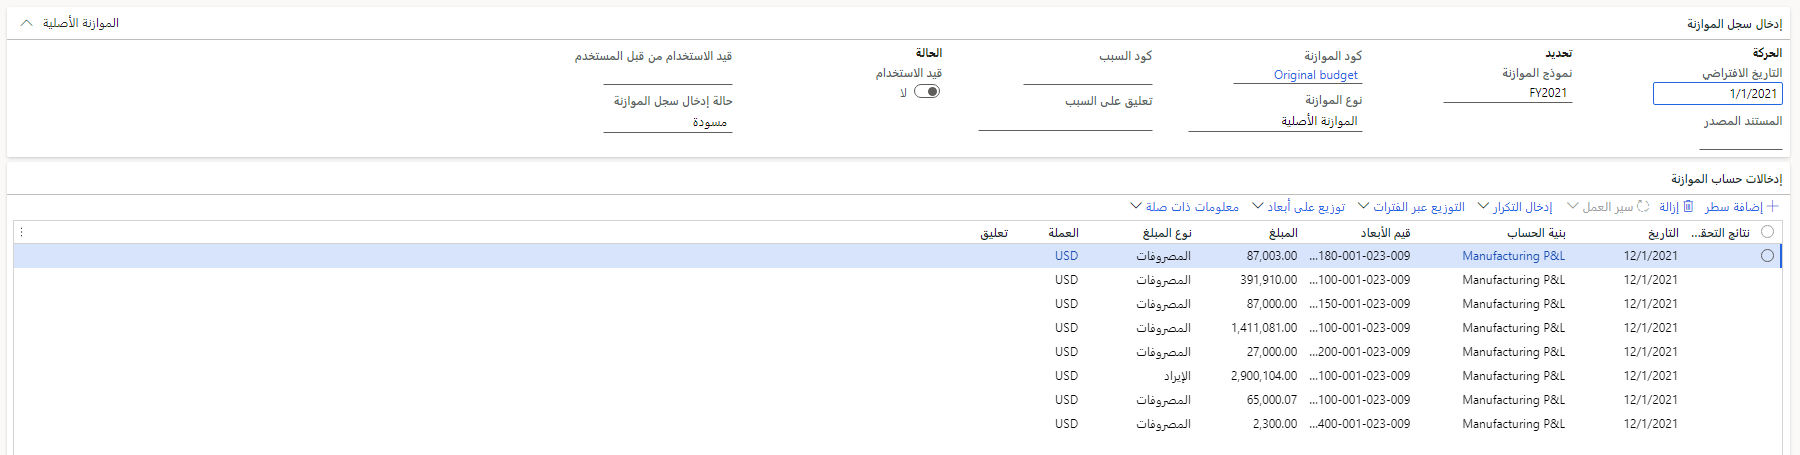 إدخال سجل الموازنة
الموازنة الأصلية
الحركة
التاريخ الافتراضي
1/1/2021
المستند المصدر
تحديد
نموذج الموازنة
FY2021
كود الموازنة
Original budget
نوع الموازنة
الموازنة الأصلية
كود السبب
تعليق على السبب
الحالة
قيد الاستخدام
لا
قيد الاستخدام من قبل المستخدم
حالة إدخال سجل الموازنة
مسودة
إدخالات حساب الموازنة
إضافة سطر إزالة سير العمل إدخال التكرار التوزيع عبر الفترات توزيع على أبعاد معلومات ذات صلة
نتائج التحق... التاريخ بنية الحساب قيم الأبعاد المبلغ نوع المبلغ العملة تعليق
12/1/2021 Manufacturing P&L 180-001-023-009... 87,003.00 المصروفات USD
12/1/2021 Manufacturing P&L 100-001-023-009... 391,910.00 المصروفات USD
12/1/2021 Manufacturing P&L 150-001-023-009... 87,000.00 المصروفات USD
12/1/2021 Manufacturing P&L 100-001-023-009... 1,411,081.00 المصروفات USD
12/1/2021 Manufacturing P&L 200-001-023-009... 27,000.00 المصروفات USD
12/1/2021 Manufacturing P&L 100-001-023-009... 2,900,104.00 الإيراد USD
12/1/2021 Manufacturing P&L 100-001-023-009... 65,000.07 المصروفات USD
12/1/2021 Manufacturing P&L 400-001-023-009... 2,300.00 المصروفات USD